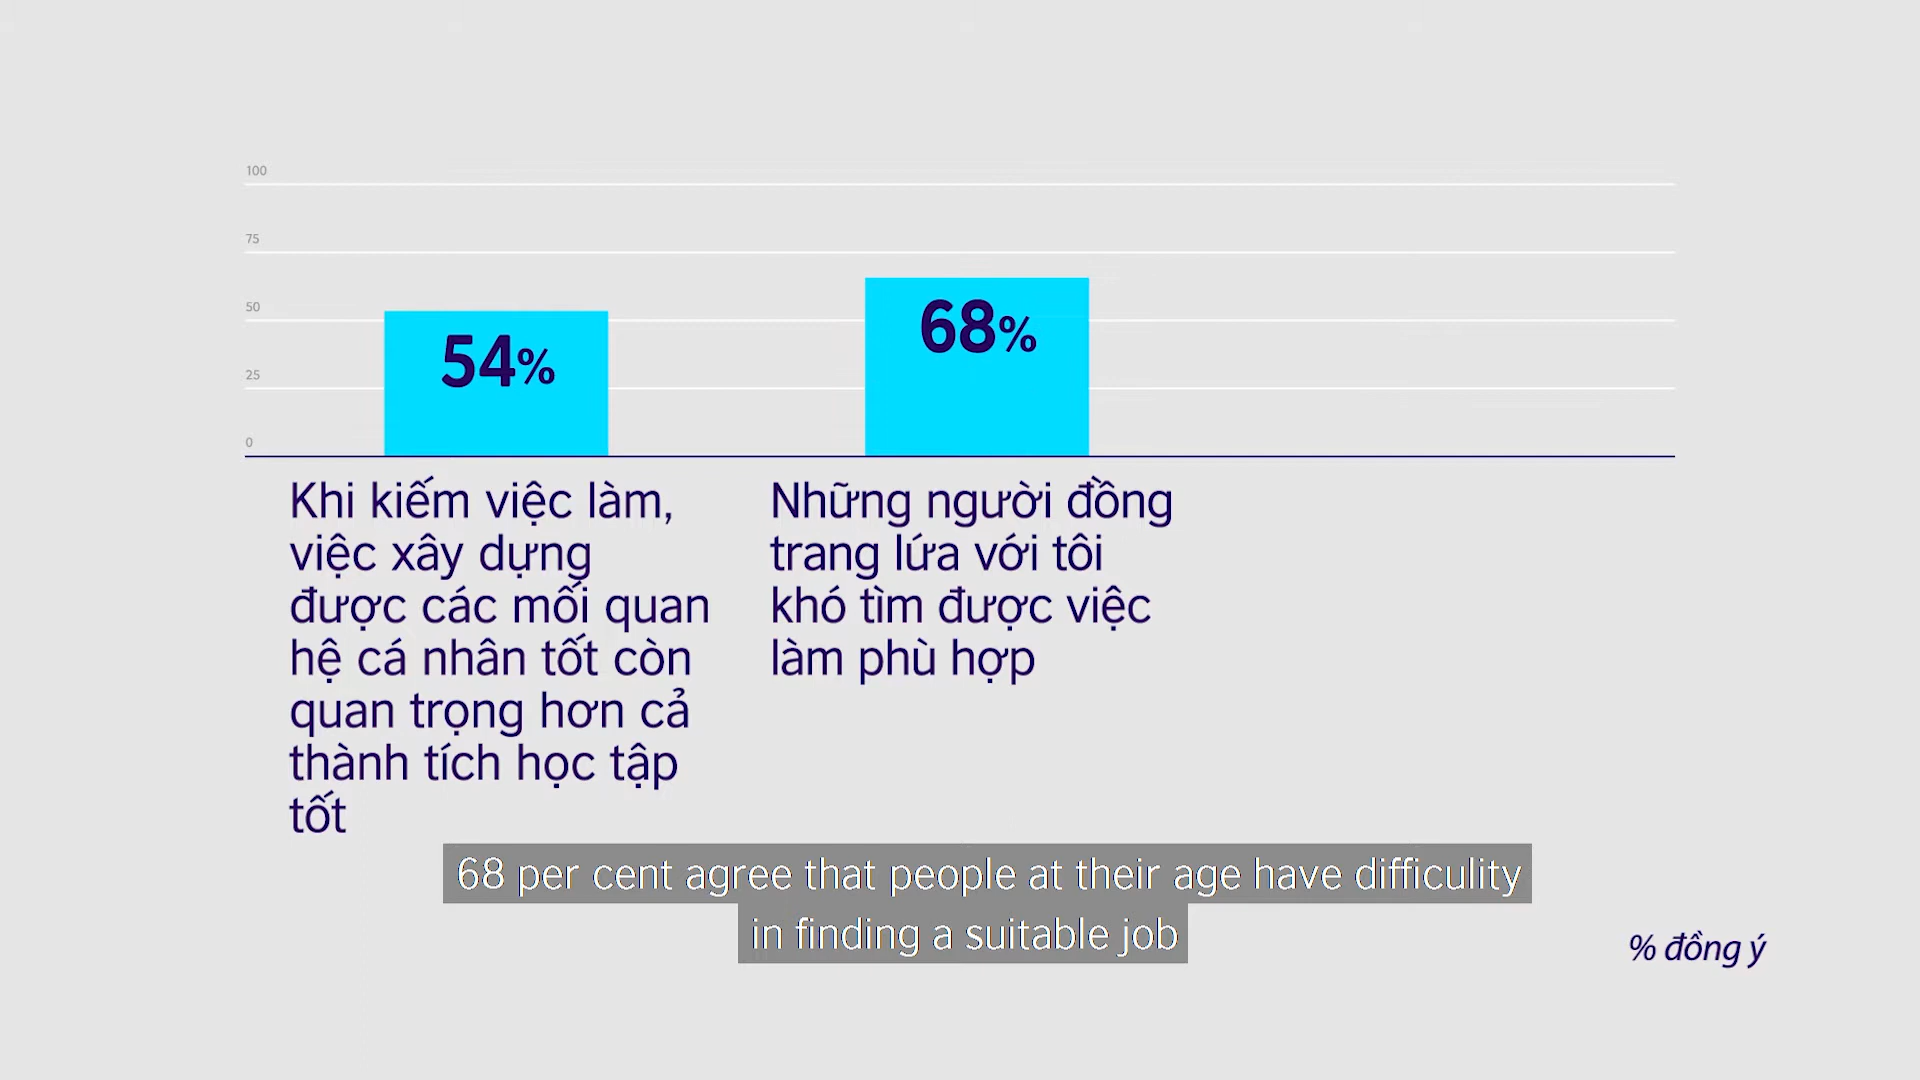 100
75
50
25
0
54%
68%
Khi kiếm việc làm,
việc xây dựng
được các mối quan
hệ cá nhân tốt còn
quan trọng hơn cả
thành tích học tập
tốt
Những người đồng
trang lứa với tôi
khó tìm được việc
làm phù hợp
68 per cent agree that people at their age have difficulity
in finding a suitable job
% đồng ý